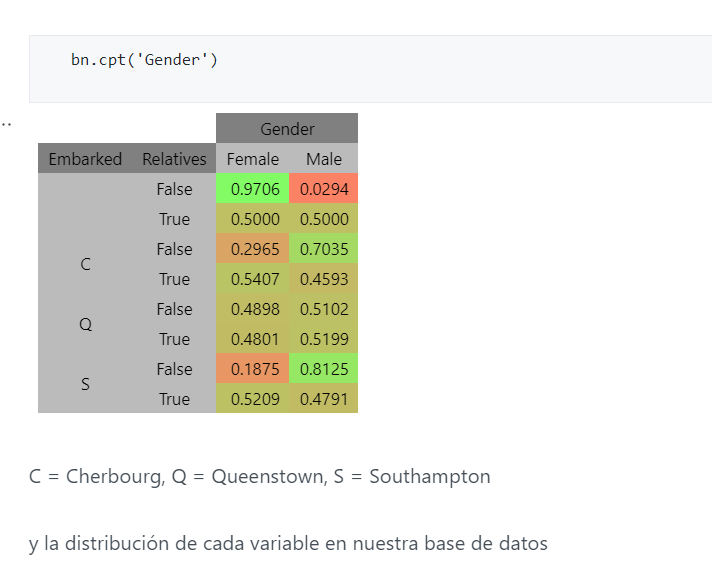 bn.cpt('Gender')
..
Gender
Embarked Relatives Female Male
False 0.9706 0.0294
True 0.5000 0.5000
C False 0.2965 0.7035
True 0.5407 0.4593
Q False 0.4898 0.5102
True 0.4801 0.5199
S False 0.1875 0.8125
True 0.5209 0.4791
C = Cherbourg, Q = Queenstown, S = Southampton
y la distribución de cada variable en nuestra base de datos